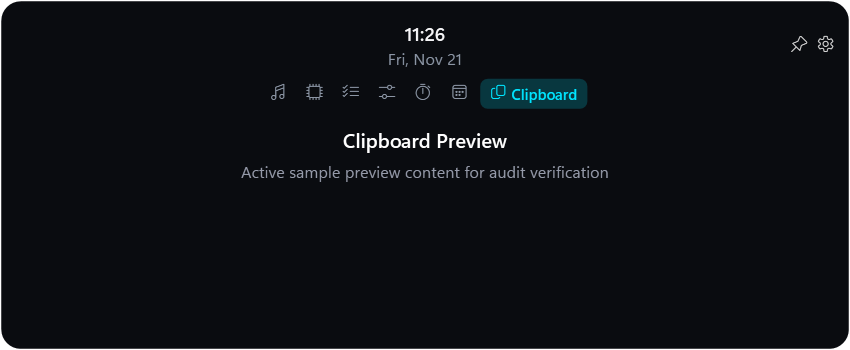 11:26
Fri, Nov 21
Clipboard
Clipboard Preview
Active sample preview content for audit verification